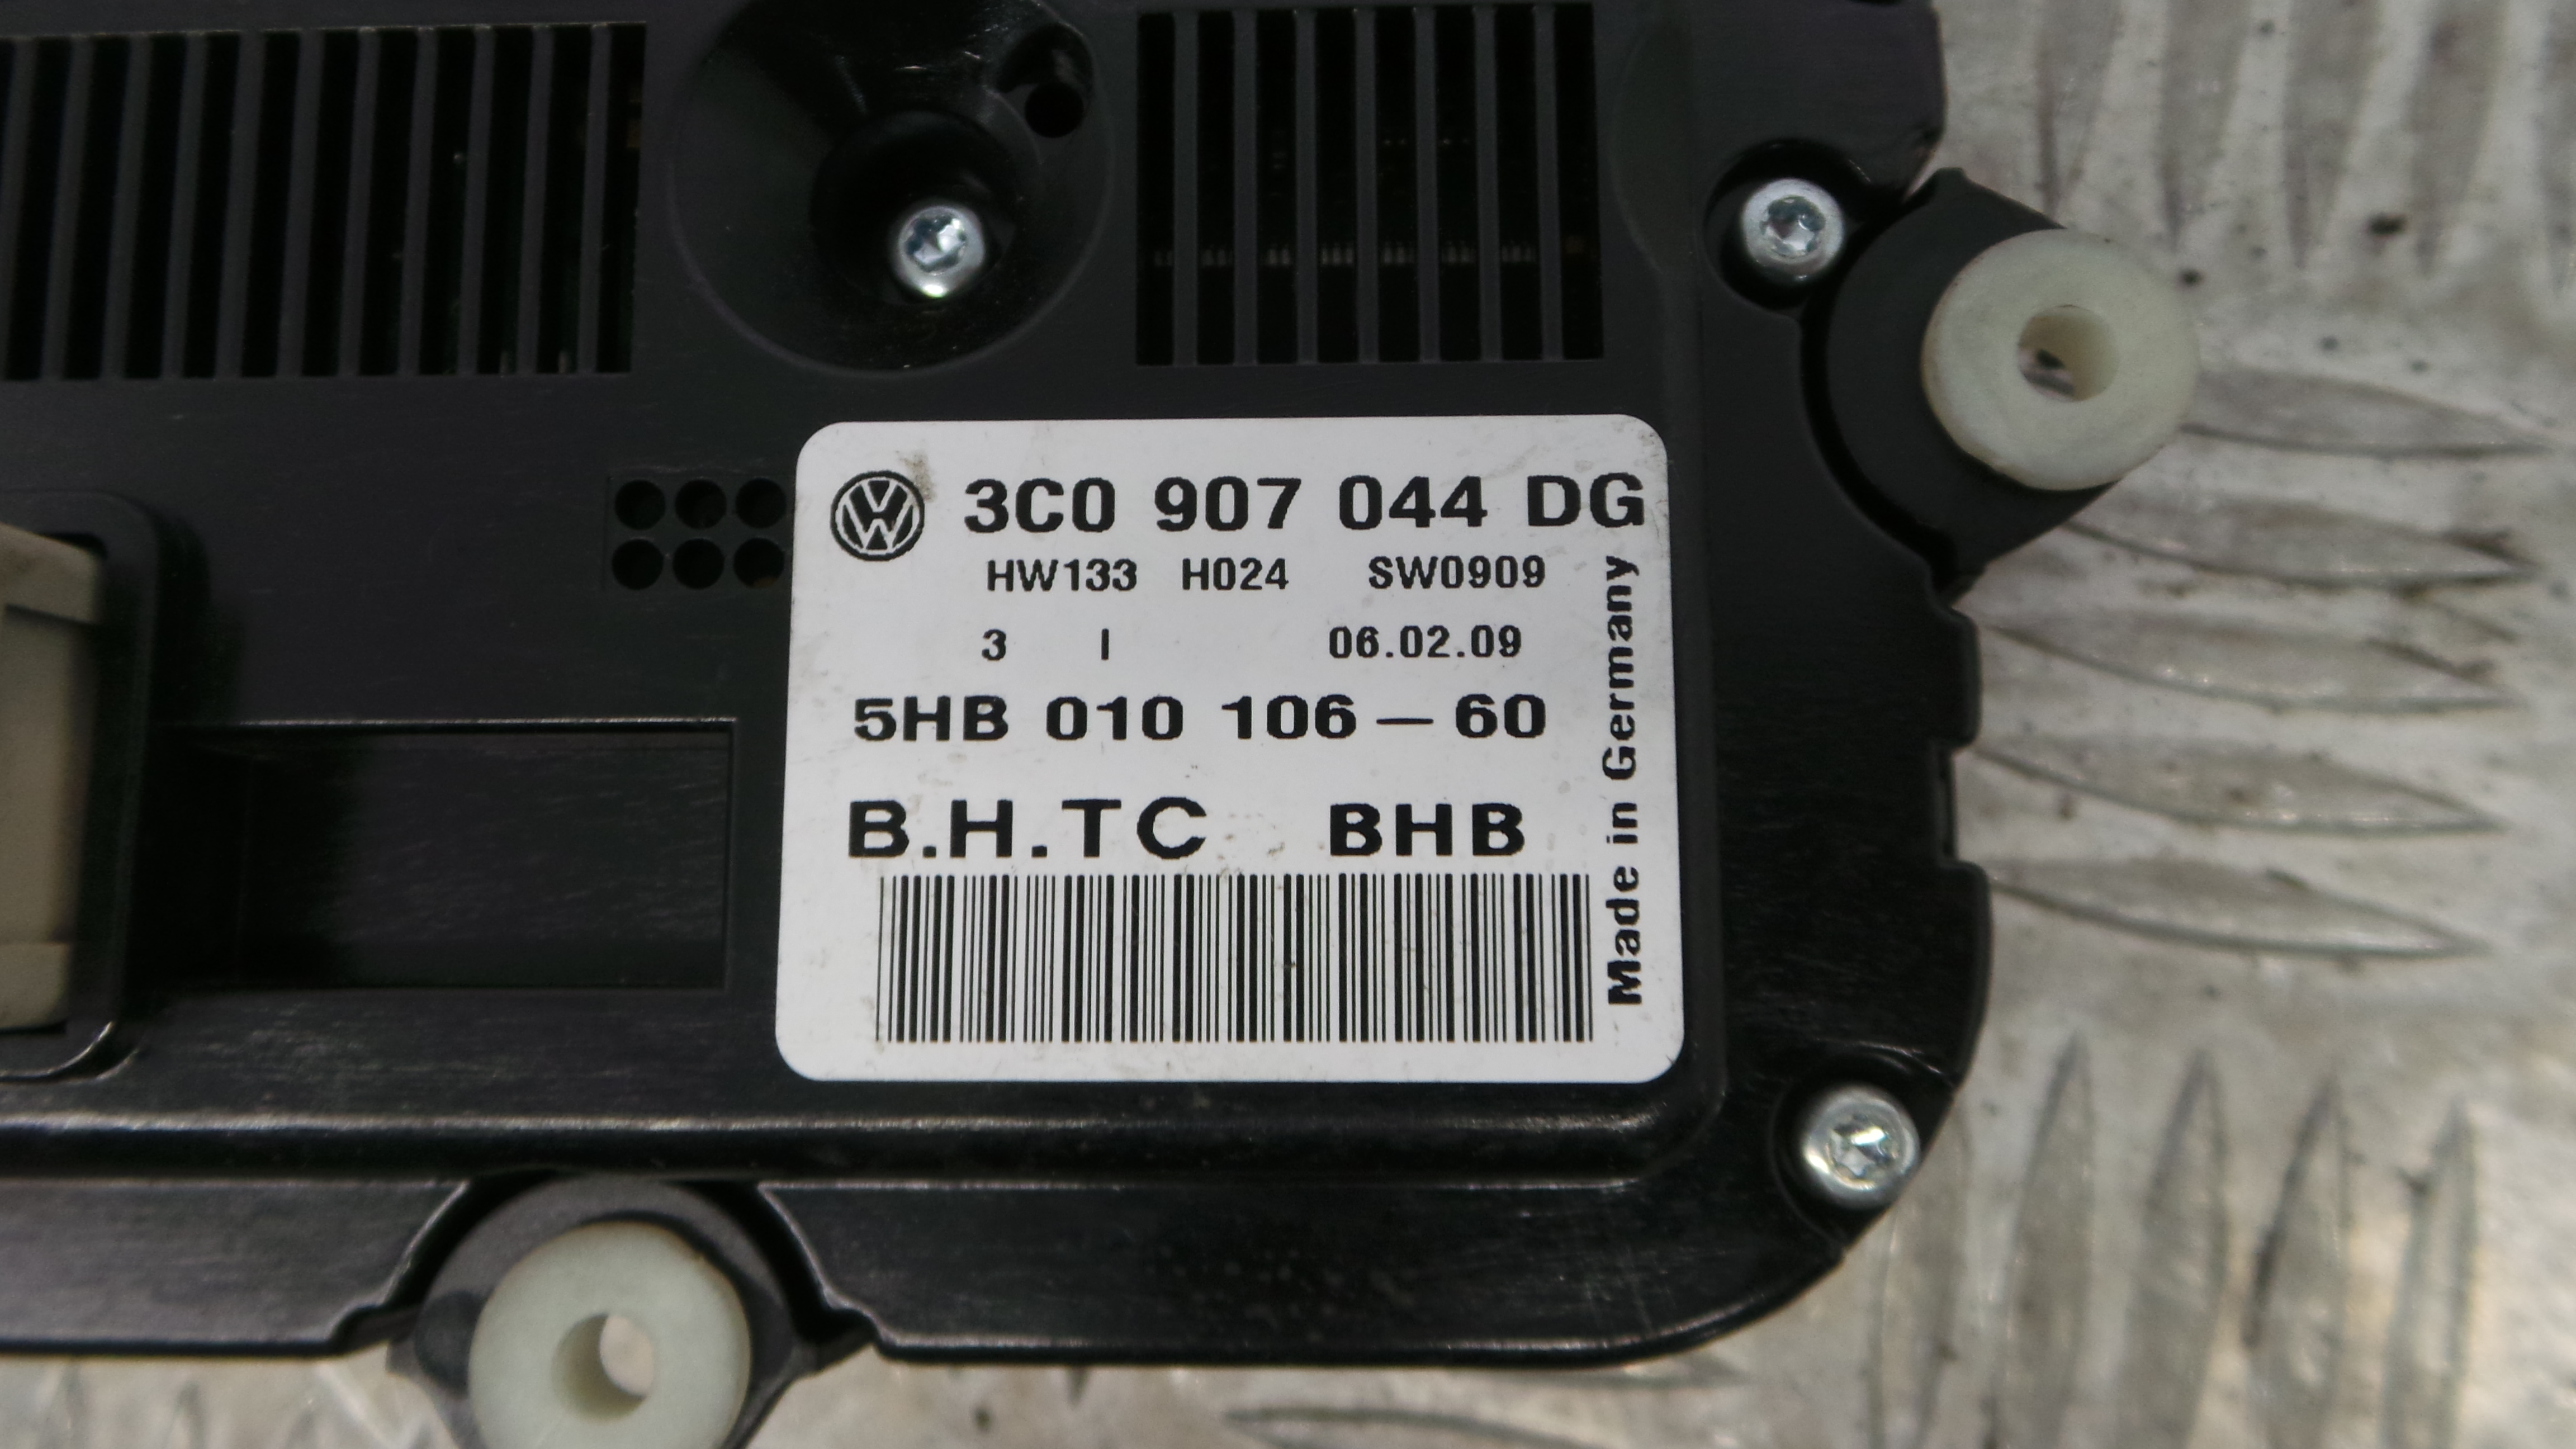 3C0 907 044 DG
HW133 H024 SW0909
3 I 06.02.09
5HB 010 106 – 60
B.H.TC BHB
Made in Germany